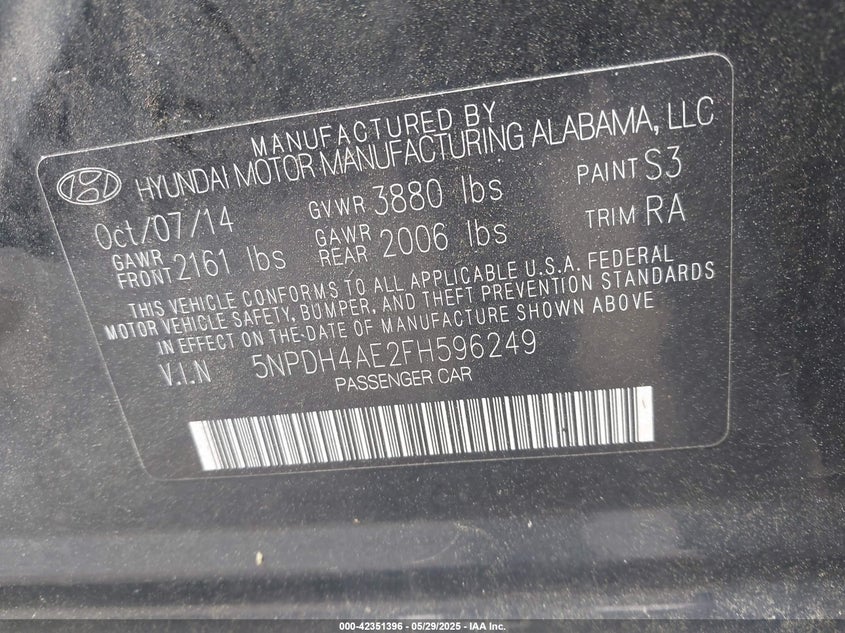 MANUFACTURED BY
HYUNDAI MOTOR MANUFACTURING ALABAMA, LLC
Oct/07/14 GVWR 3880 lbs PAINT S3
GAWR FRONT 2161 lbs GAWR REAR 2006 lbs TRIM RA
THIS VEHICLE CONFORMS TO ALL APPLICABLE U.S.A. FEDERAL
MOTOR VEHICLE SAFETY, BUMPER, AND THEFT PREVENTION STANDARDS
IN EFFECT ON THE DATE OF MANUFACTURE SHOWN ABOVE
V.I.N 5NPDH4AE2FH596249
PASSENGER CAR
000-42351396 - 05/29/2025 - IAA Inc.